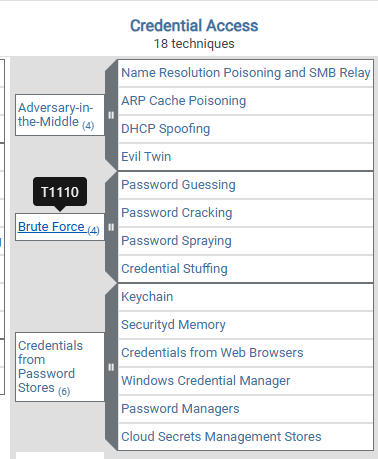 Credential Access
18 techniques
Adversary-in-
the-Middle (4)
Name Resolution Poisoning and SMB Relay
ARP Cache Poisoning
DHCP Spoofing
Evil Twin
T1110
Brute Force (4)
Password Guessing
Password Cracking
Password Spraying
Credential Stuffing
Credentials
from
Password
Stores (6)
Keychain
Securityd Memory
Credentials from Web Browsers
Windows Credential Manager
Password Managers
Cloud Secrets Management Stores